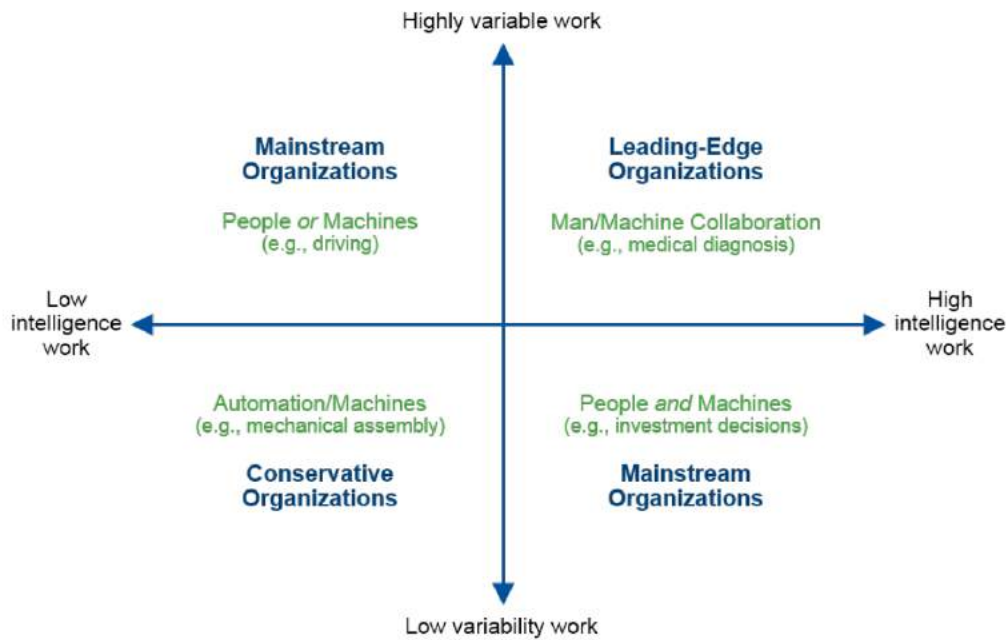 Highly variable work
Mainstream
Organizations
People or Machines
(e.g., driving)
Leading-Edge
Organizations
Man/Machine Collaboration
(e.g., medical diagnosis)
Low
intelligence
work
High
intelligence
work
Automation/Machines
(e.g., mechanical assembly)
Conservative
Organizations
People and Machines
(e.g., investment decisions)
Mainstream
Organizations
Low variability work